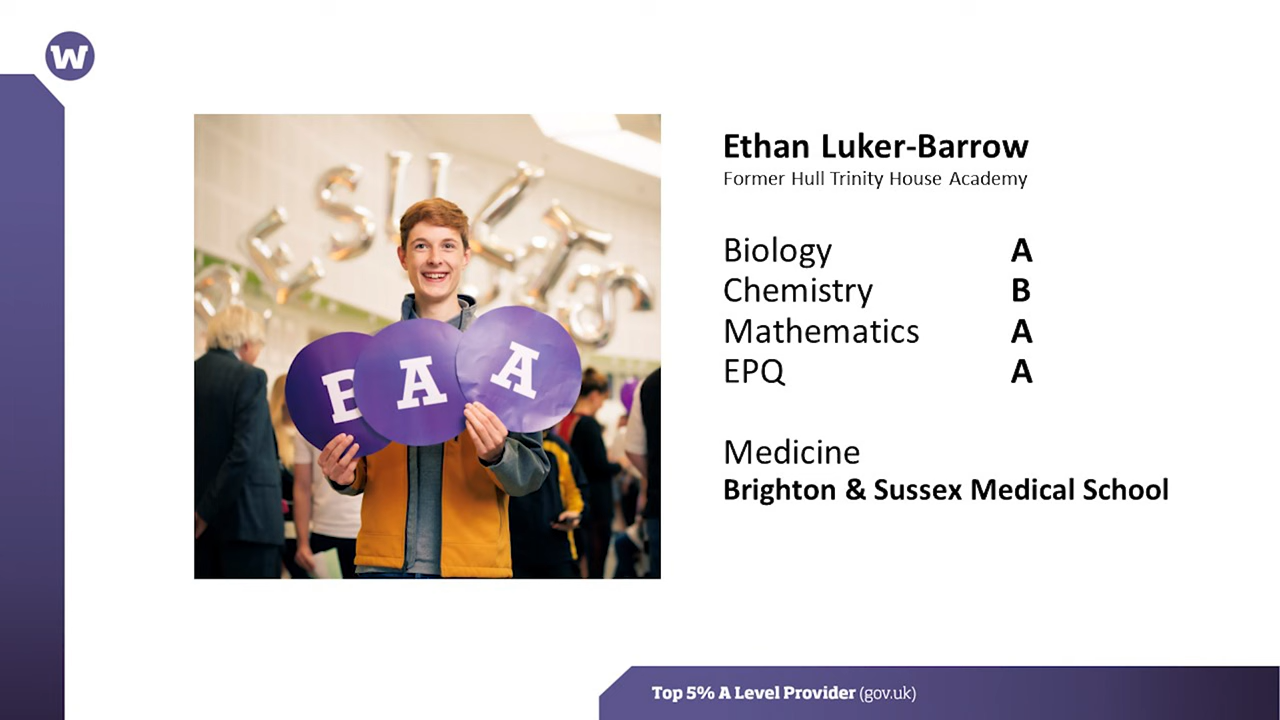 W
RESULTS
Ethan Luker-Barrow
Former Hull Trinity House Academy
B A A
Biology A
Chemistry B
Mathematics A
EPQ A
Medicine
Brighton & Sussex Medical School
Top 5% A Level Provider (gov.uk)